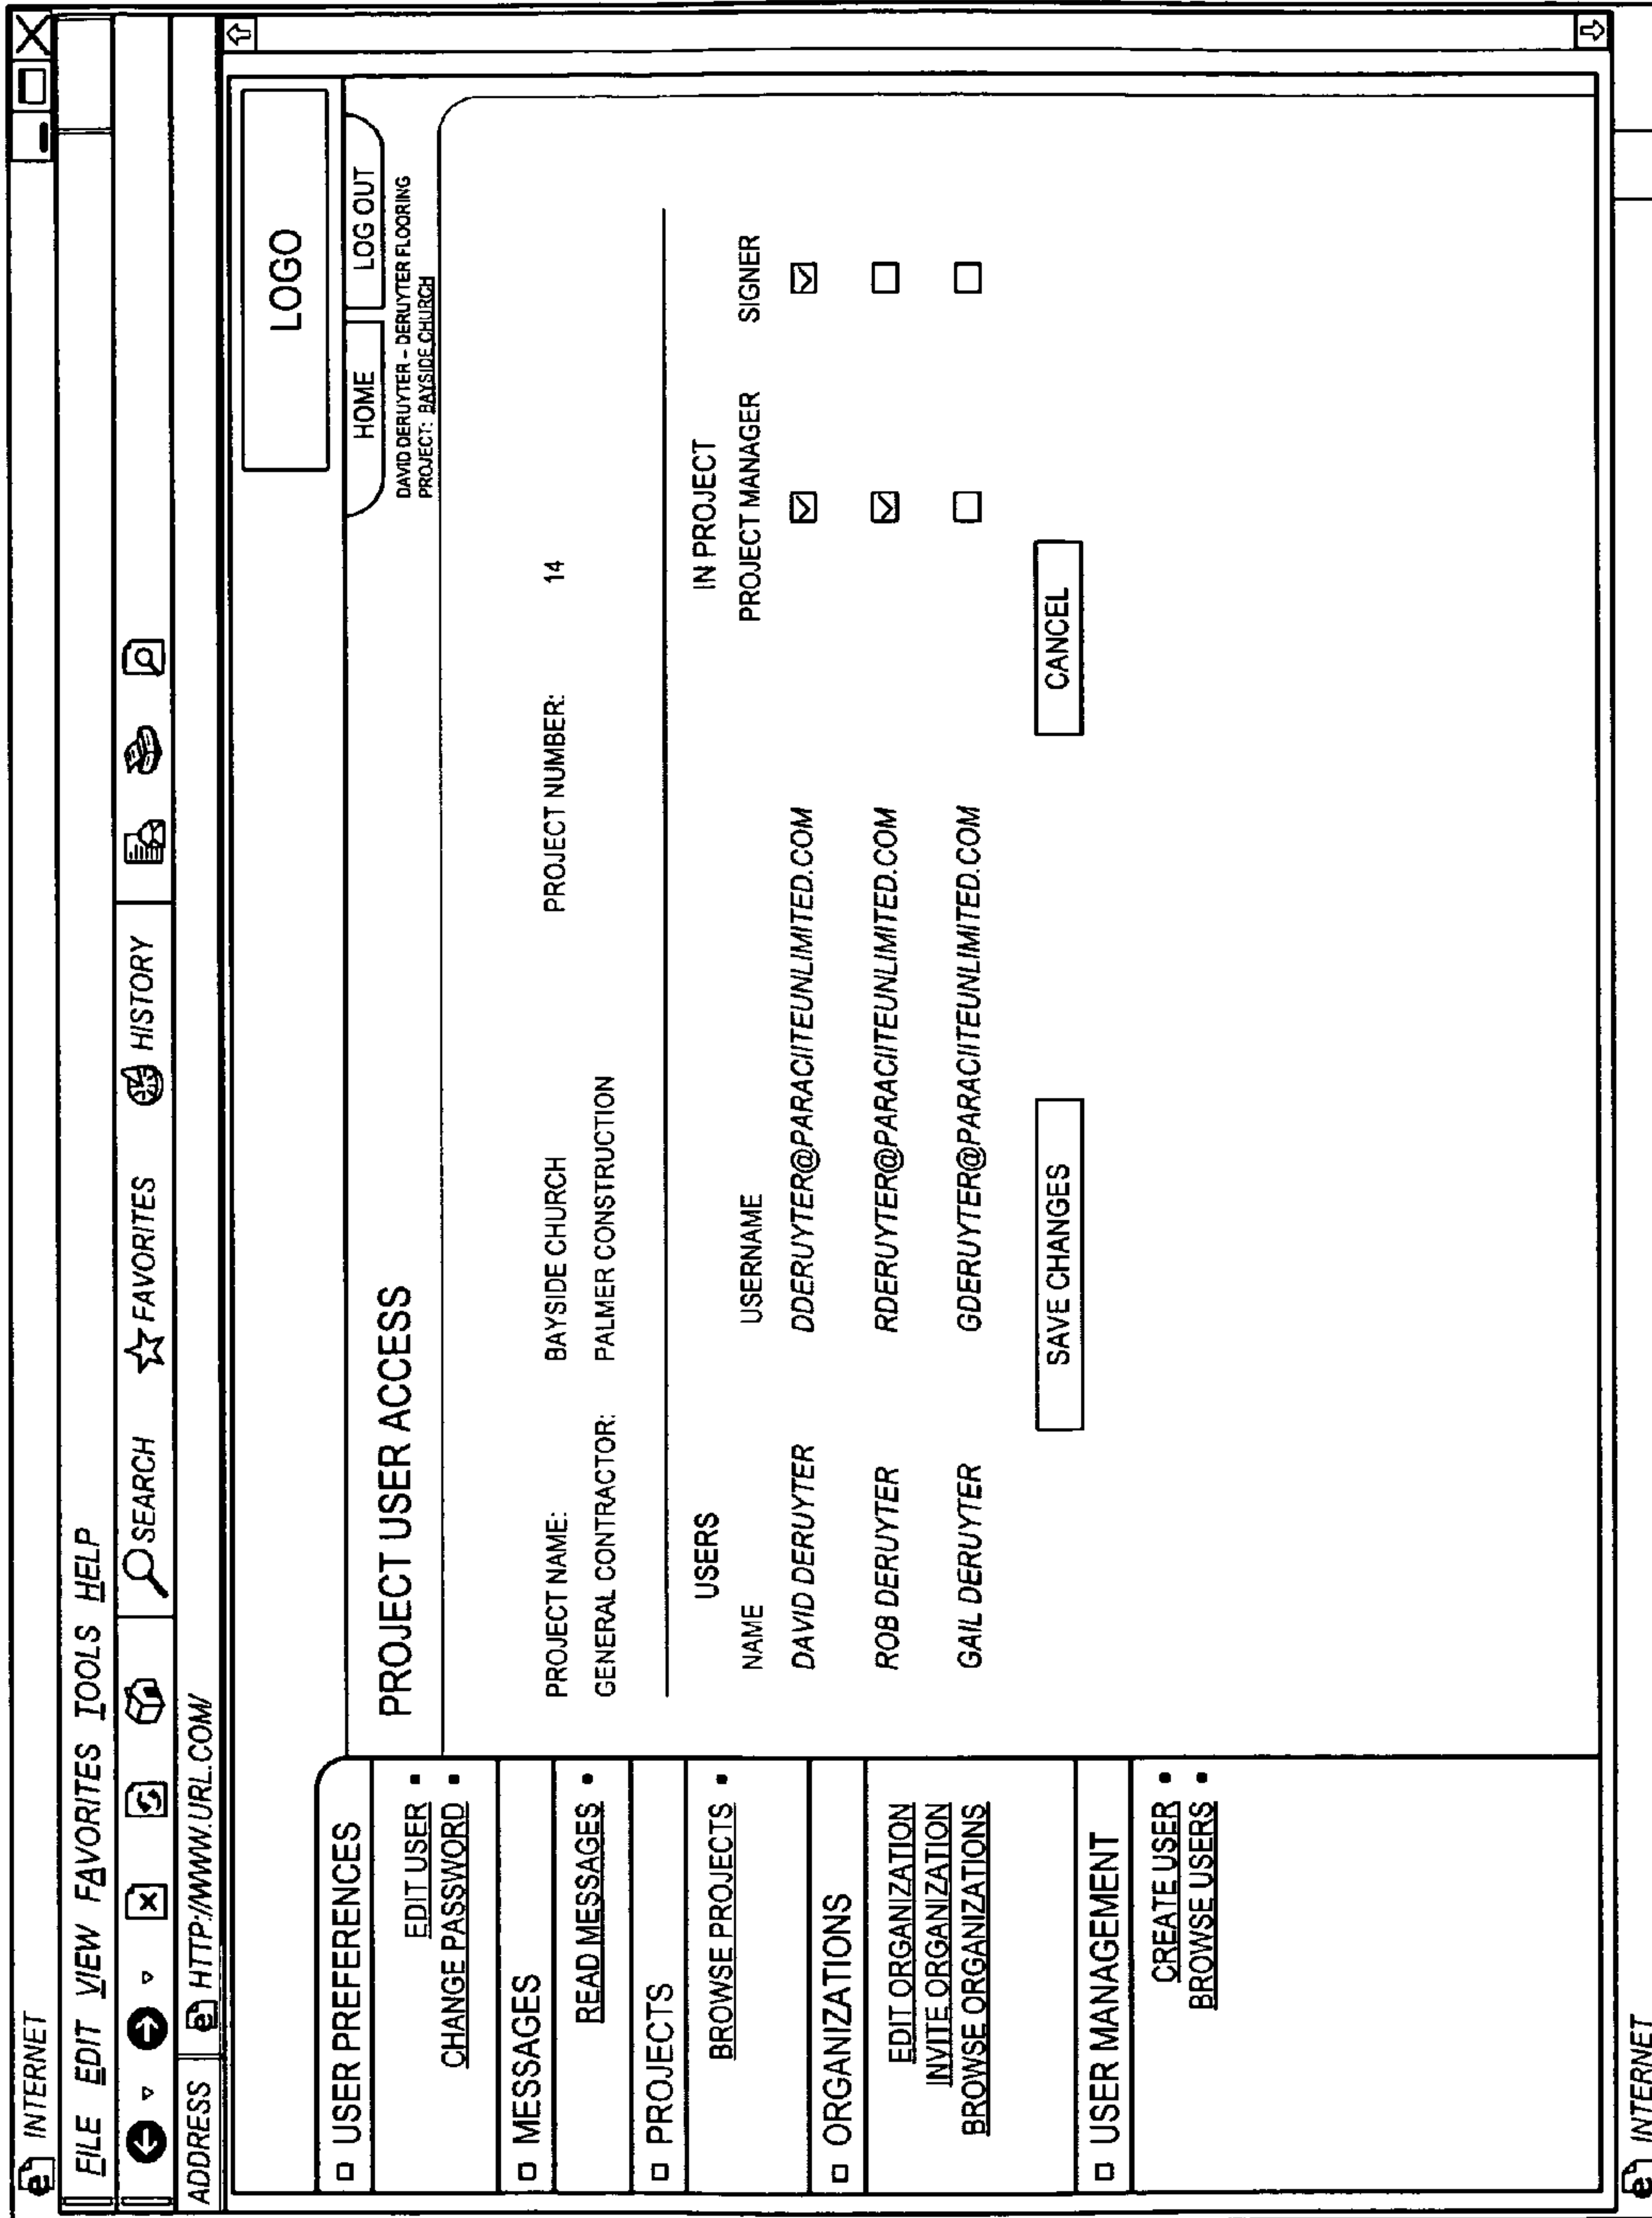 INTERNET
FILE EDIT VIEW FAVORITES TOOLS HELP
SEARCH FAVORITES HISTORY
ADDRESS HTTP://WWW.URL.COM/
LOGO
HOME LOG OUT
DAVID DERUYTER – DERUYTER FLOORING
PROJECT: BAYSIDE CHURCH
USER PREFERENCES
EDIT USER
CHANGE PASSWORD
MESSAGES
READ MESSAGES
PROJECTS
BROWSE PROJECTS
ORGANIZATIONS
EDIT ORGANIZATION
INVITE ORGANIZATION
BROWSE ORGANIZATIONS
USER MANAGEMENT
CREATE USER
BROWSE USERS
PROJECT USER ACCESS
PROJECT NAME: BAYSIDE CHURCH PROJECT NUMBER: 14
GENERAL CONTRACTOR: PALMER CONSTRUCTION
USERS IN PROJECT
NAME USERNAME PROJECT MANAGER SIGNER
DAVID DERUYTER DDERUYTER@PARACIITEUNLIMITED.COM
ROB DERUYTER RDERUYTER@PARACIITEUNLIMITED.COM
GAIL DERUYTER GDERUYTER@PARACIITEUNLIMITED.COM
SAVE CHANGES CANCEL
INTERNET